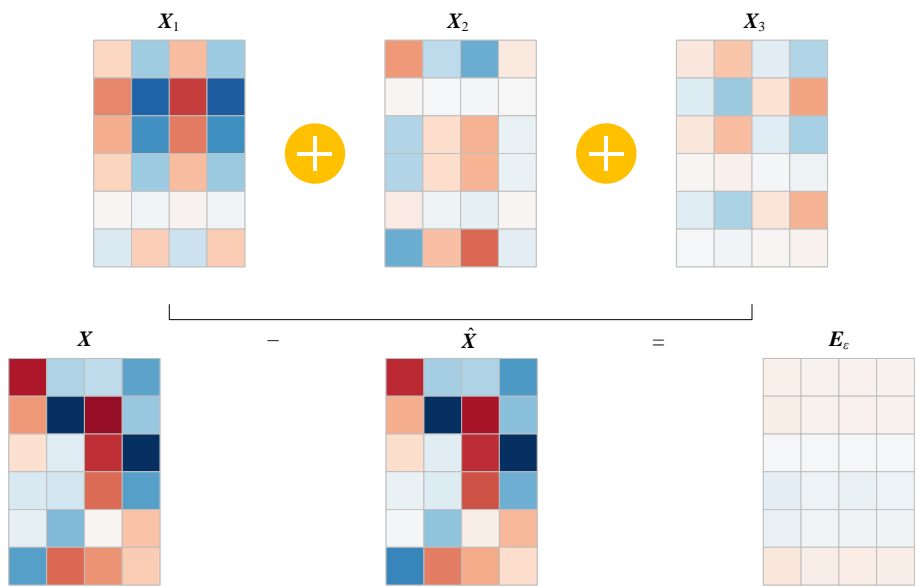 X₁ X₂ X₃
X − X̂ = Eε